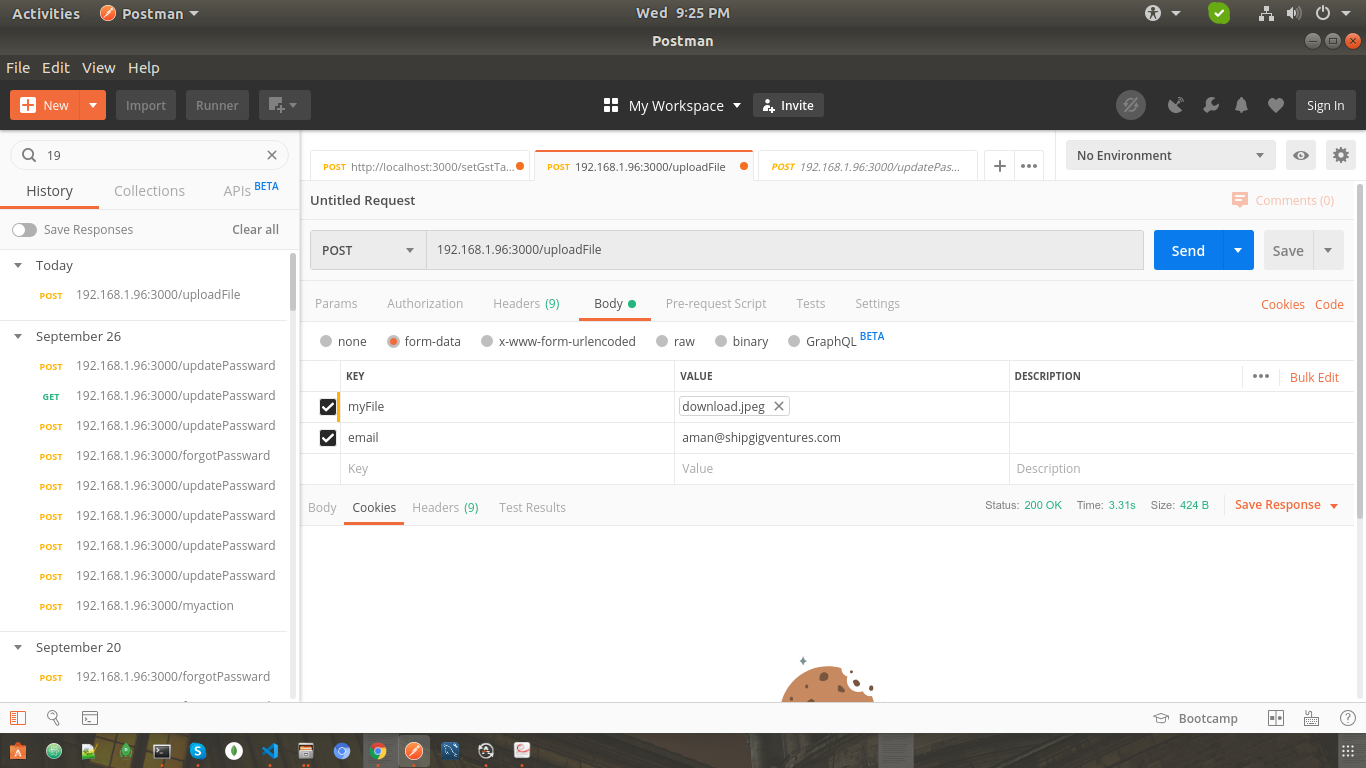 Activities Postman Wed 9:25 PM
Postman
File Edit View Help
New Import Runner My Workspace Invite Sign In
19
History Collections APIs BETA
Save Responses Clear all
Today
POST 192.168.1.96:3000/uploadFile
September 26
POST 192.168.1.96:3000/updatePassward
GET 192.168.1.96:3000/updatePassward
POST 192.168.1.96:3000/updatePassward
POST 192.168.1.96:3000/forgotPassward
POST 192.168.1.96:3000/updatePassward
POST 192.168.1.96:3000/updatePassward
POST 192.168.1.96:3000/updatePassward
POST 192.168.1.96:3000/updatePassward
POST 192.168.1.96:3000/myaction
September 20
POST 192.168.1.96:3000/forgotPassward
POST http://localhost:3000/setGstTa... POST 192.168.1.96:3000/uploadFile POST 192.168.1.96:3000/updatePas... No Environment
Untitled Request Comments (0)
POST 192.168.1.96:3000/uploadFile Send Save
Params Authorization Headers (9) Body Pre-request Script Tests Settings Cookies Code
none form-data x-www-form-urlencoded raw binary GraphQL BETA
KEY VALUE DESCRIPTION Bulk Edit
myFile download.jpeg
email aman@shipgigventures.com
Key Value Description
Body Cookies Headers (9) Test Results Status: 200 OK Time: 3.31s Size: 424 B Save Response
Bootcamp